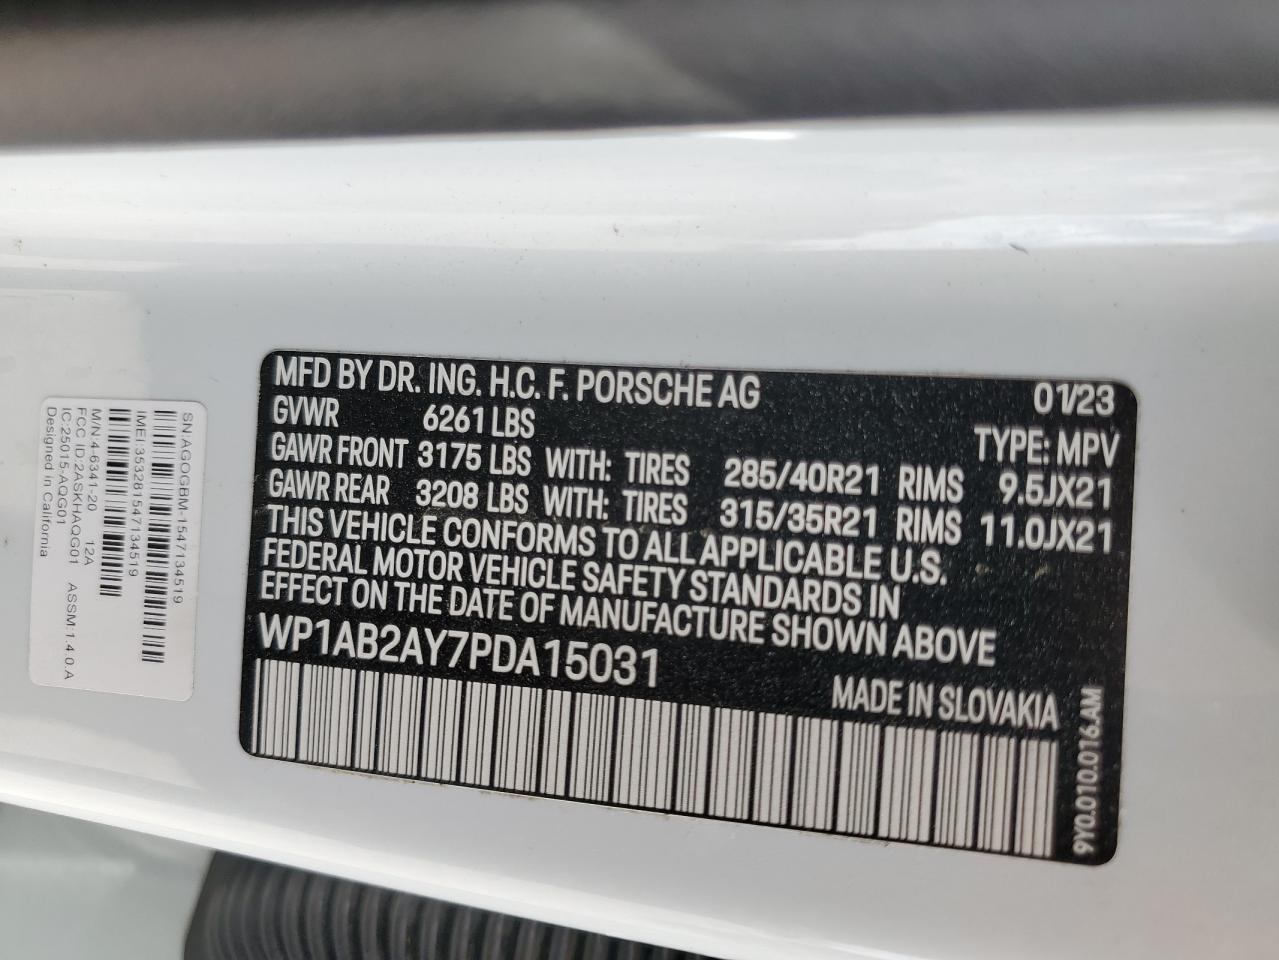 MFD BY DR. ING. H.C. F. PORSCHE AG 01/23
GVWR 6261 LBS TYPE: MPV
GAWR FRONT 3175 LBS WITH: TIRES 285/40R21 RIMS 9.5JX21
GAWR REAR 3208 LBS WITH: TIRES 315/35R21 RIMS 11.0JX21
THIS VEHICLE CONFORMS TO ALL APPLICABLE U.S.
FEDERAL MOTOR VEHICLE SAFETY STANDARDS IN
EFFECT ON THE DATE OF MANUFACTURE SHOWN ABOVE
WP1AB2AY7PDA15031
MADE IN SLOVAKIA
9Y0.010.016.AM
SN:AGOGBM-1547134519
IMEI:353281547134519
M/N:4-6341-20 12A
FCC ID:2ASKHAQG01 ASSM:1.4.0.A
IC:25015-AQGG01
Designed in California